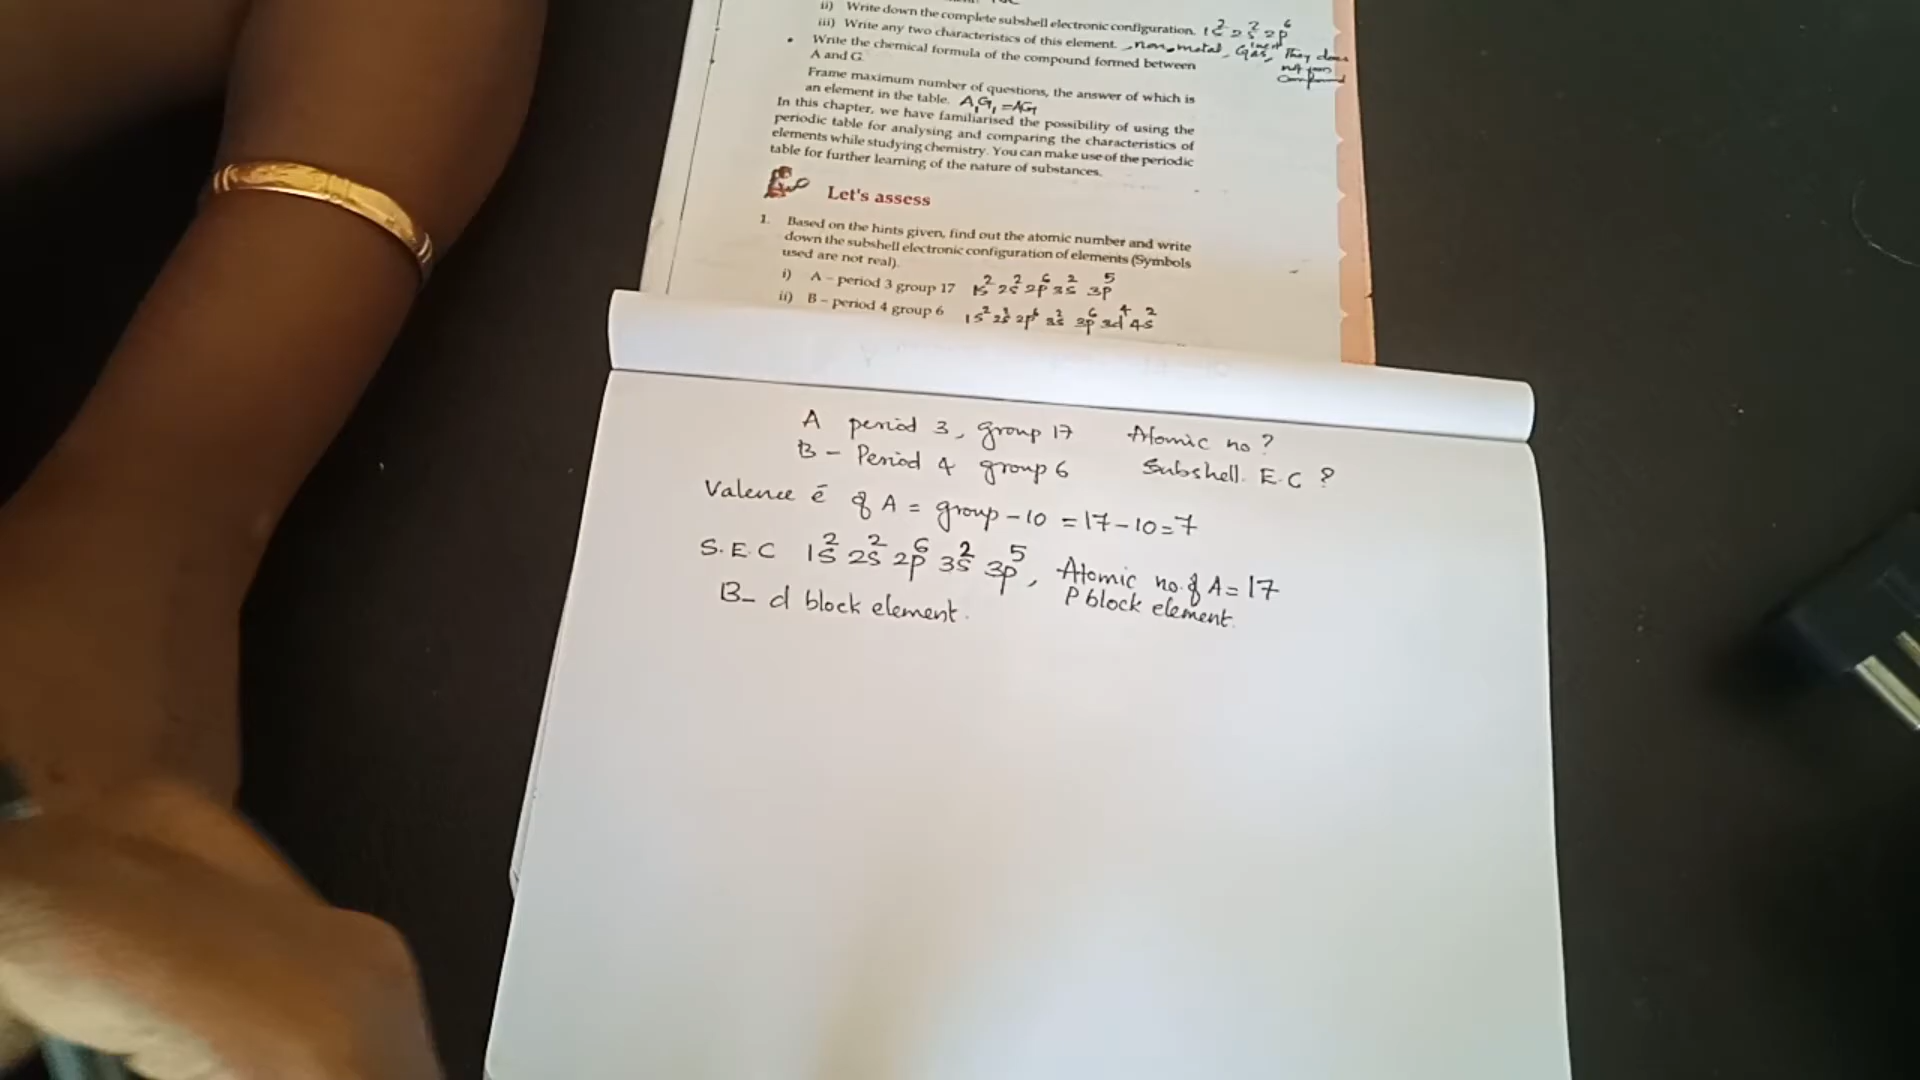 ii) Write down the complete subshell electronic configuration. 1s² 2s² 2p⁶
iii) Write any two characteristics of this element. non metal, Gas, inert They does
not form
compound
• Write the chemical formula of the compound formed between
A and G.
Frame maximum number of questions, the answer of which is
an element in the table. A₁G₁ = AG
In this chapter, we have familiarised the possibility of using the
periodic table for analysing and comparing the characteristics of
elements while studying chemistry. You can make use of the periodic
table for further learning of the nature of substances.
Let's assess
1. Based on the hints given, find out the atomic number and write
down the subshell electronic configuration of elements (Symbols
used are not real).
i) A – period 3 group 17 1s² 2s² 2p⁶ 3s² 3p⁵
ii) B – period 4 group 6 1s² 2s² 2p⁶ 3s² 3p⁶ 3d⁴ 4s²
A period 3, group 17 Atomic no ?
B - Period 4 group 6 Subshell. E.C ?
Valence ē of A = group - 10 = 17 - 10 = 7
S.E.C 1s² 2s² 2p⁶ 3s² 3p⁵, Atomic no. of A = 17
P block element.
B - d block element.